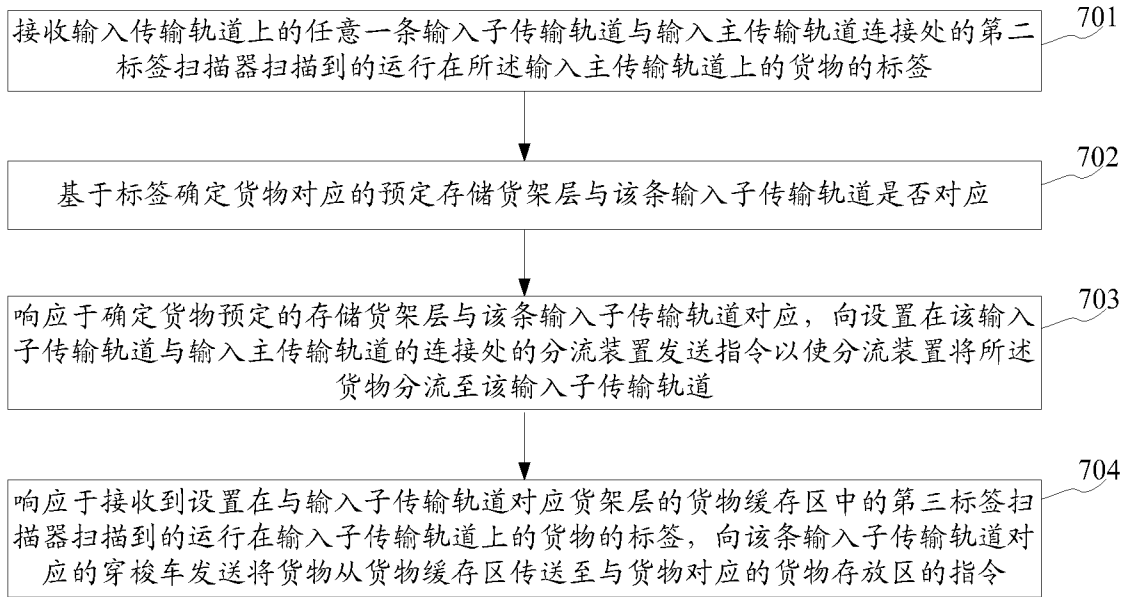 701
接收输入传输轨道上的任意一条输入子传输轨道与输入主传输轨道连接处的第二
标签扫描器扫描到的运行在所述输入主传输轨道上的货物的标签
702
基于标签确定货物对应的预定存储货架层与该条输入子传输轨道是否对应
703
响应于确定货物预定的存储货架层与该条输入子传输轨道对应，向设置在该输入
子传输轨道与输入主传输轨道的连接处的分流装置发送指令以使分流装置将所述
货物分流至该输入子传输轨道
704
响应于接收到设置在与输入子传输轨道对应货架层的货物缓存区中的第三标签扫
描器扫描到的运行在输入子传输轨道上的货物的标签，向该条输入子传输轨道对
应的穿梭车发送将货物从货物缓存区传送至与货物对应的货物存放区的指令